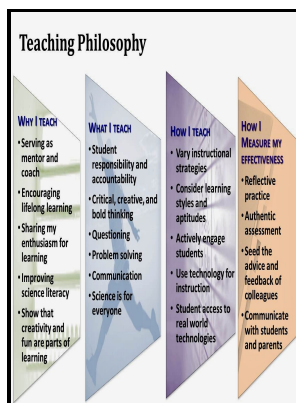 Teaching Philosophy
WHY I TEACH
•Serving as
mentor and
coach
•Encouraging
lifelong learning
•Sharing my
enthusiasm for
learning
•Improving
science literacy
•Show that
creativity and
fun are parts of
learning
WHAT I TEACH
•Student
responsibility and
accountability
•Critical, creative, and
bold thinking
•Questioning
•Problem solving
•Communication
•Science is for
everyone
HOW I TEACH
• Vary instructional
strategies
• Consider learning
styles and
aptitudes
• Actively engage
students
• Use technology for
instruction
• Student access to
real world
technologies
HOW I
MEASURE MY
EFFECTIVENESS
•Reflective
practice
•Authentic
assessment
•Seed the
advice and
feedback of
colleagues
•Communicate
with students
and parents